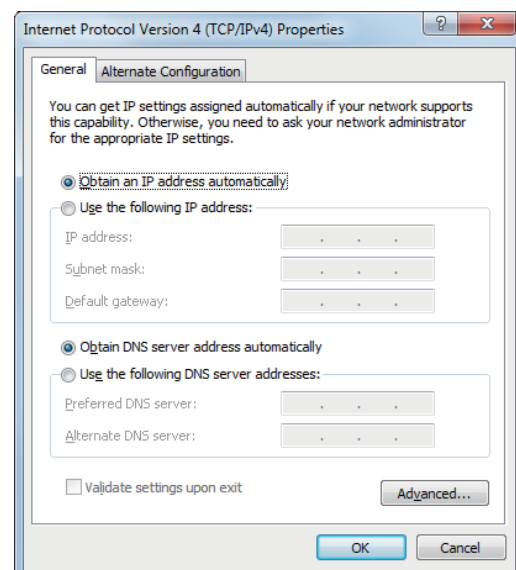 Internet Protocol Version 4 (TCP/IPv4) Properties
General Alternate Configuration
You can get IP settings assigned automatically if your network supports
this capability. Otherwise, you need to ask your network administrator
for the appropriate IP settings.
Obtain an IP address automatically
Use the following IP address:
IP address:
Subnet mask:
Default gateway:
Obtain DNS server address automatically
Use the following DNS server addresses:
Preferred DNS server:
Alternate DNS server:
Validate settings upon exit
Advanced...
OK Cancel